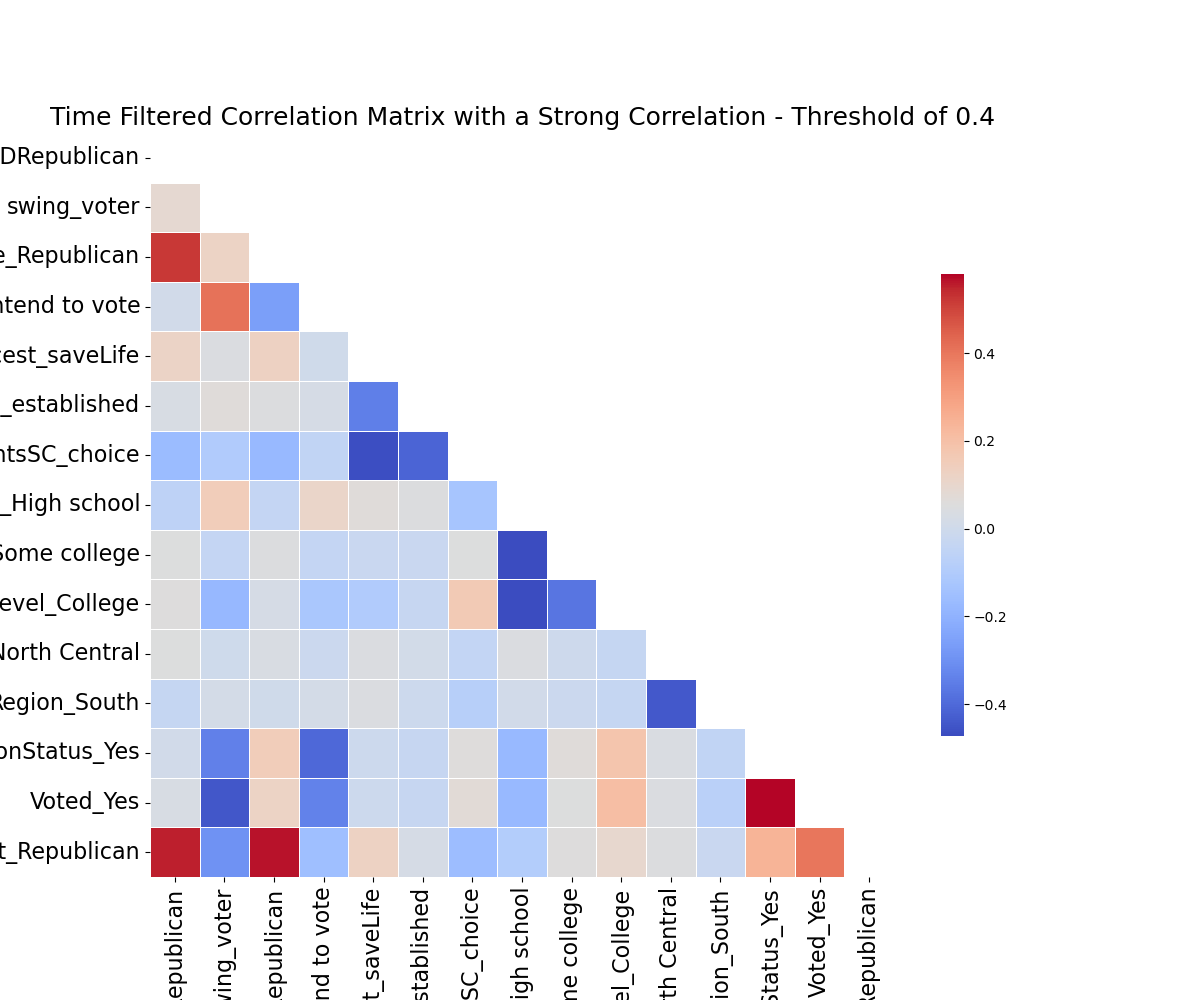 Time Filtered Correlation Matrix with a Strong Correlation - Threshold of 0.4
DRepublican
swing_voter
e_Republican
ntend to vote
cest_saveLife
_established
ntsSC_choice
_High school
Some college
evel_College
North Central
Region_South
onStatus_Yes
Voted_Yes
t_Republican
0.4
0.2
0.0
−0.2
−0.4
Republican
wing_voter
epublican
nd to vote
t_saveLife
stablished
SC_choice
igh school
me college
el_College
th Central
ion_South
Status_Yes
Voted_Yes
Republican